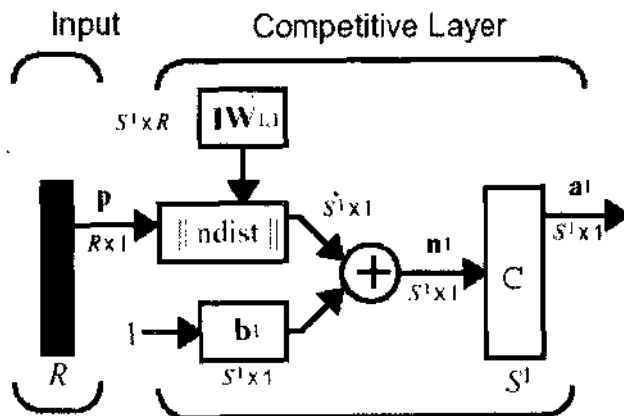 Input
Competitive Layer
S¹ × R
IW1,1
p
R × 1
|| ndist ||
S¹ × 1
+
n¹
S¹ × 1
C
a¹
S¹ × 1
1
b¹
S¹ × 1
R
S¹